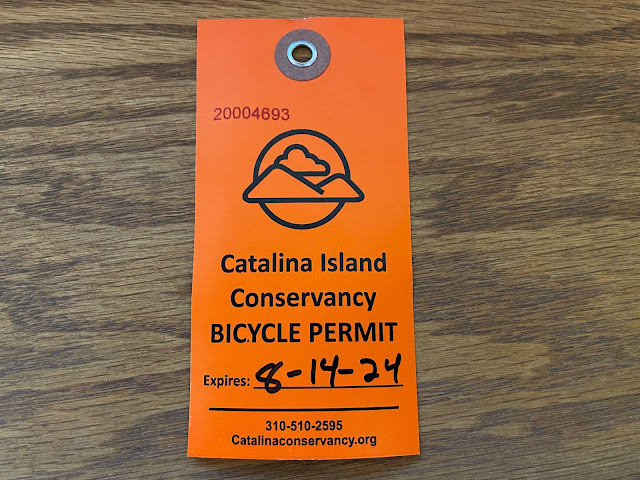 20004693
Catalina Island
Conservancy
BICYCLE PERMIT
Expires: 8-14-24
310-510-2595
Catalinaconservancy.org